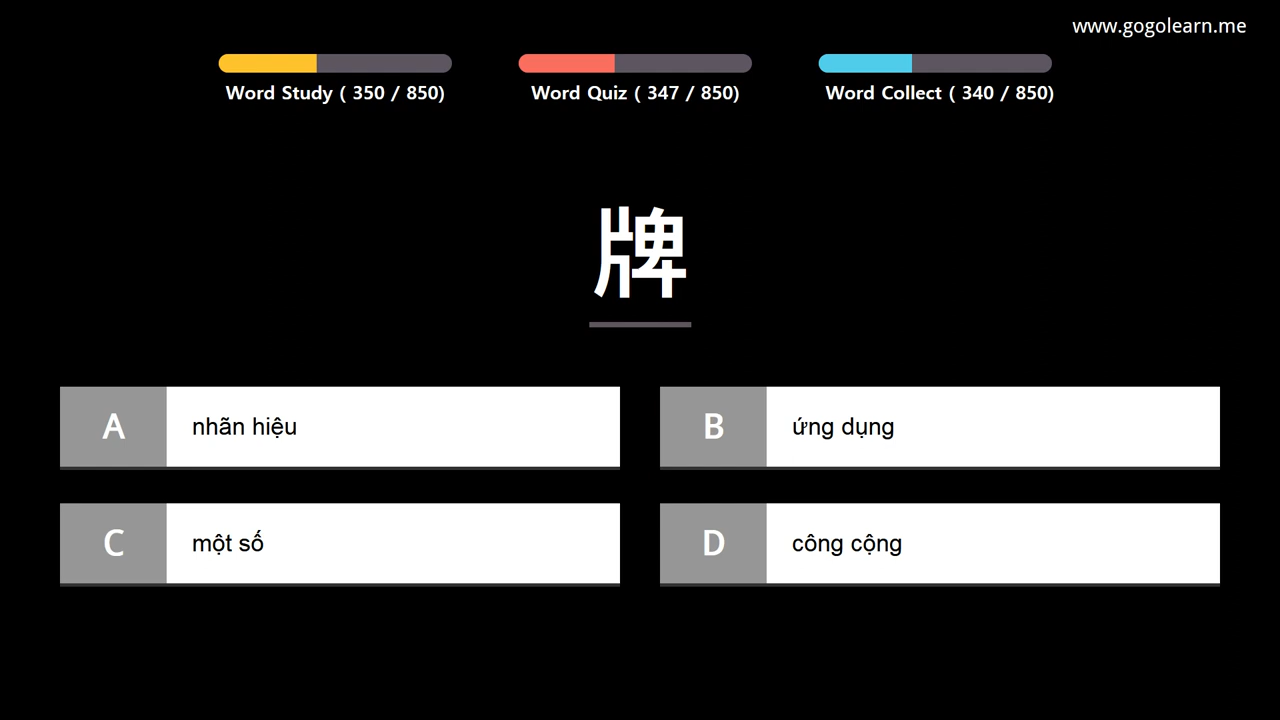 www.gogolearn.me
Word Study ( 350 / 850)
Word Quiz ( 347 / 850)
Word Collect ( 340 / 850)
牌
A nhãn hiệu
B ứng dụng
C một số
D công cộng